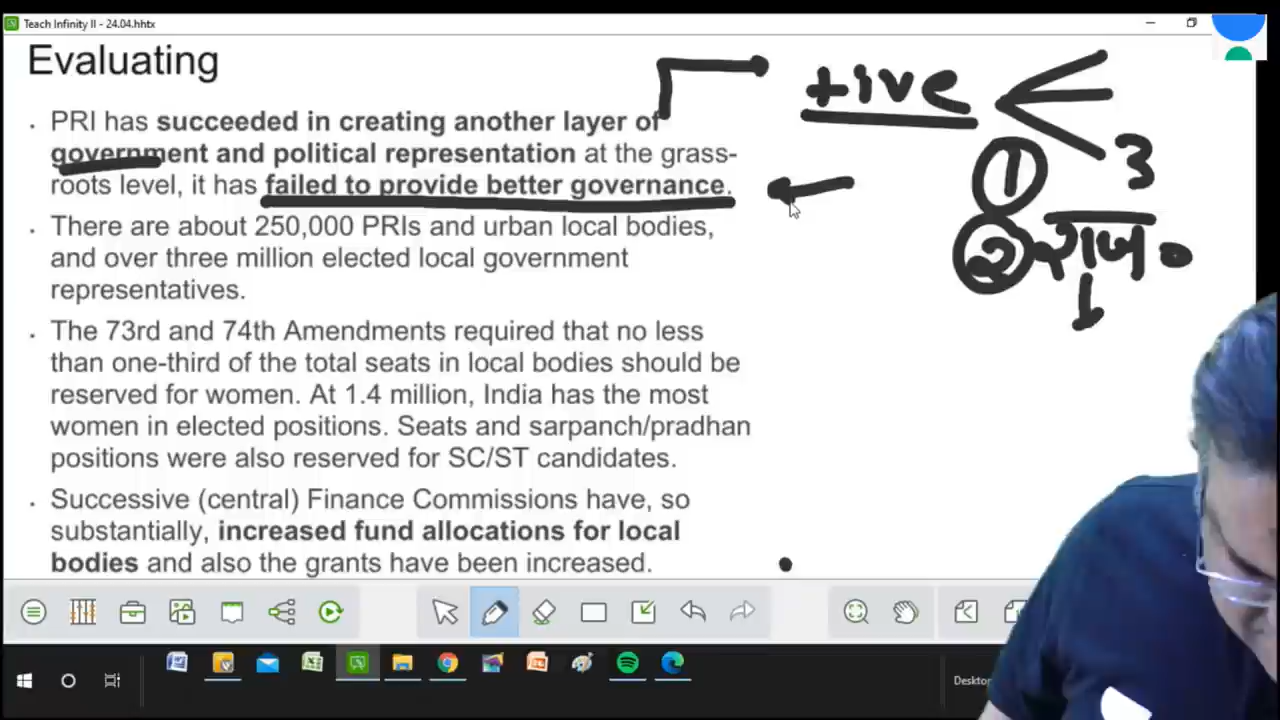 Teach Infinity II - 24.04.hhtx
Evaluating
. PRI has succeeded in creating another layer of
government and political representation at the grass-
roots level, it has failed to provide better governance.
. There are about 250,000 PRIs and urban local bodies,
and over three million elected local government
representatives.
. The 73rd and 74th Amendments required that no less
than one-third of the total seats in local bodies should be
reserved for women. At 1.4 million, India has the most
women in elected positions. Seats and sarpanch/pradhan
positions were also reserved for SC/ST candidates.
. Successive (central) Finance Commissions have, so
substantially, increased fund allocations for local
bodies and also the grants have been increased.
+ive
3
①
② राज०
Desktop